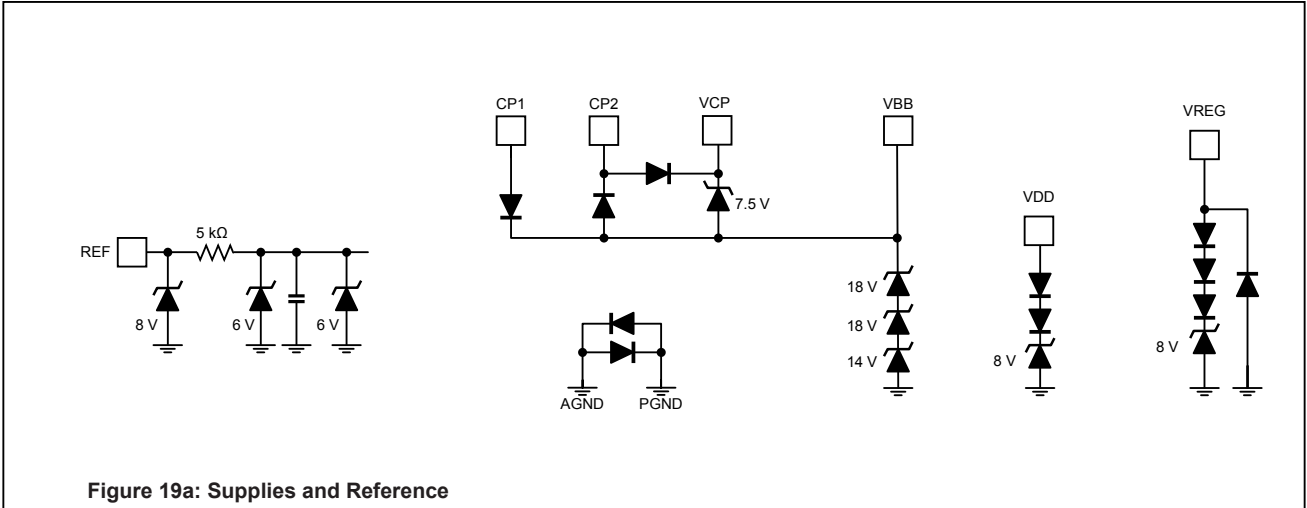 CP1
CP2
VCP
VBB
VREG
7.5 V
VDD
5 kΩ
REF
18 V
18 V
14 V
8 V
6 V
6 V
8 V
8 V
AGND
PGND
Figure 19a: Supplies and Reference